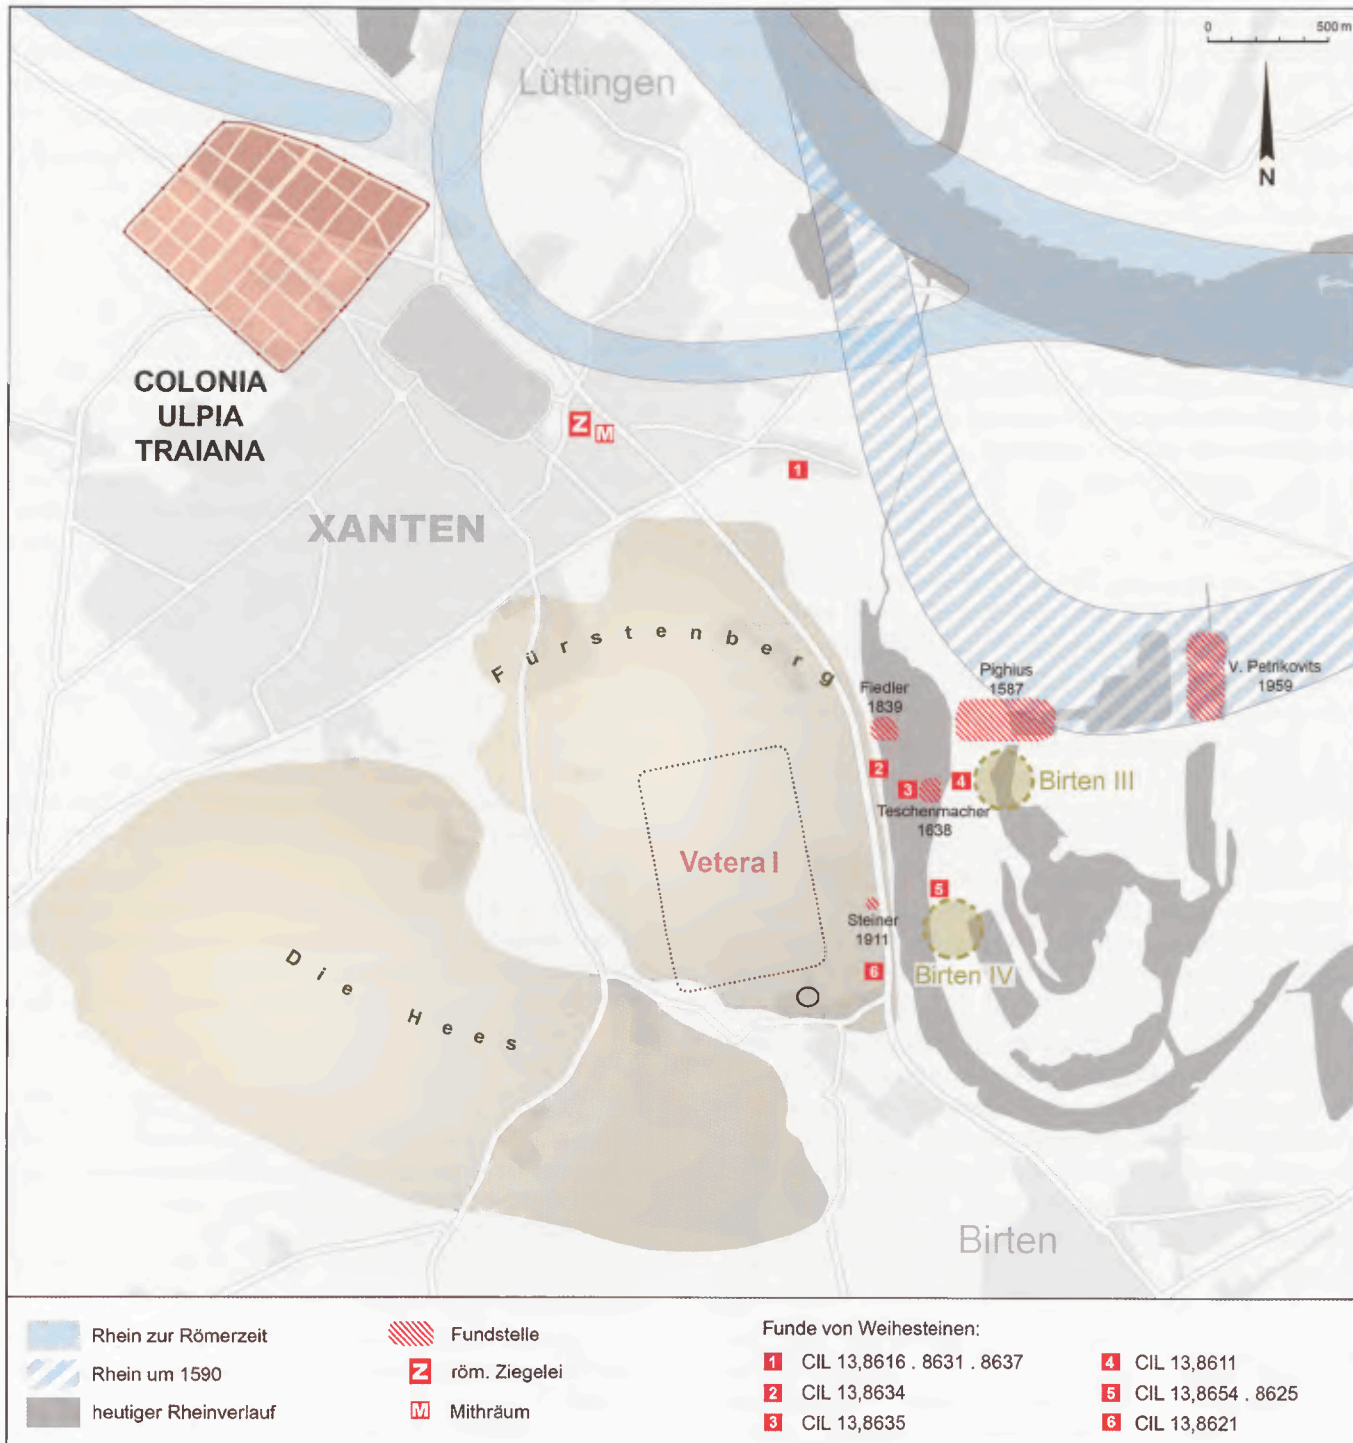 0 500 m
Lüttingen
N
COLONIA
ULPIA
TRAIANA
Z
M
1
XANTEN
Fürstenberg
Fiedler
1839
Pighius
1587
V. Petrikovits
1959
2
3
4
Birten III
Teschenmacher
1638
Vetera I
5
Steiner
1911
6
Birten IV
Die Hees
Birten
Rhein zur Römerzeit
Rhein um 1590
heutiger Rheinverlauf
Fundstelle
Z röm. Ziegelei
M Mithräum
Funde von Weihesteinen:
1 CIL 13,8616 . 8631 . 8637
2 CIL 13,8634
3 CIL 13,8635
4 CIL 13,8611
5 CIL 13,8654 . 8625
6 CIL 13,8621